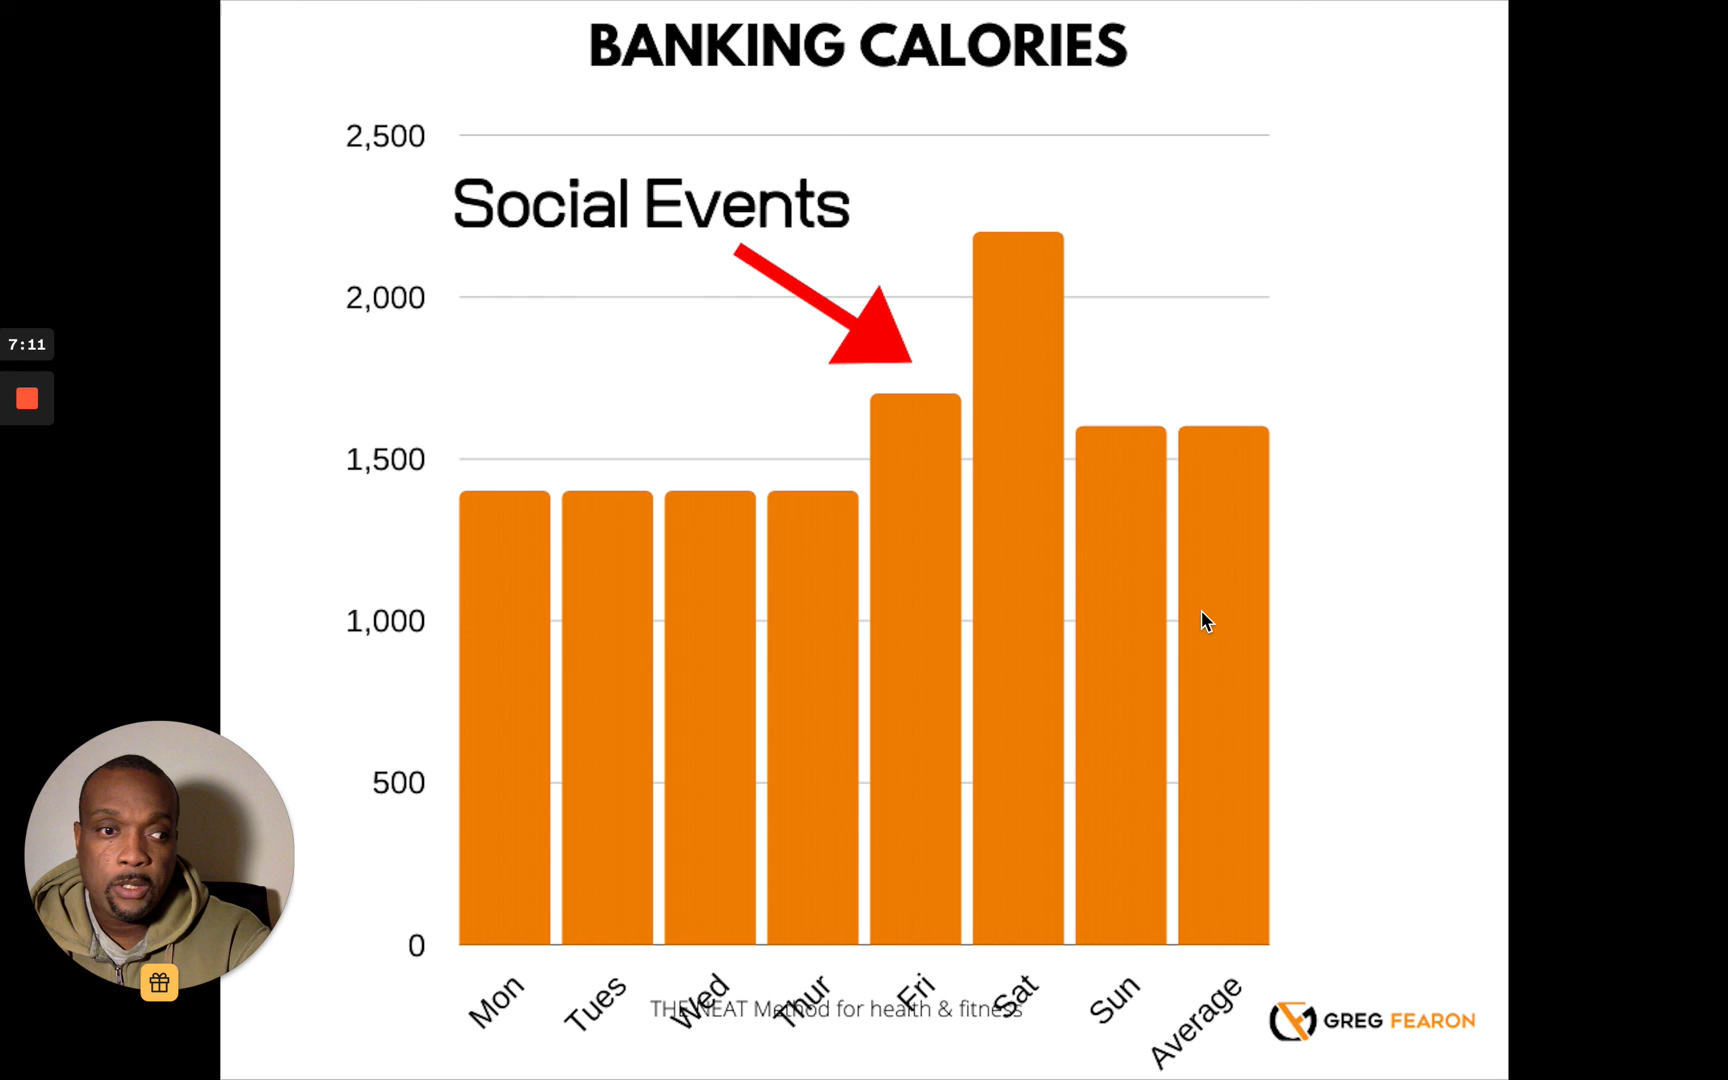 BANKING CALORIES
2,500
Social Events
2,000
7:11
1,500
1,000
500
0
Mon
Tues
Wed
Thur
Fri
Sat
Sun
Average
THE NEAT Method for health & fitness
GREG FEARON